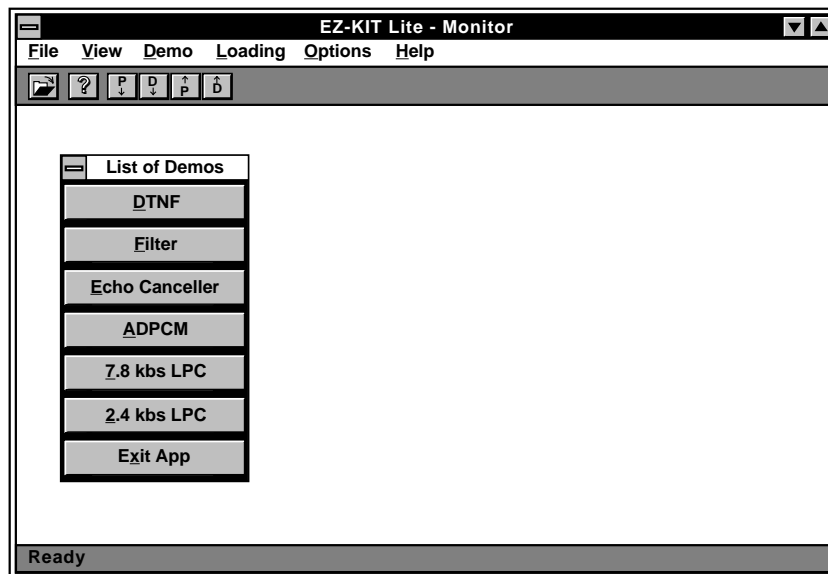 EZ-KIT Lite - Monitor
File View Demo Loading Options Help
? P D P D
List of Demos
DTNF
Filter
Echo Canceller
ADPCM
7.8 kbs LPC
2.4 kbs LPC
Exit App
Ready